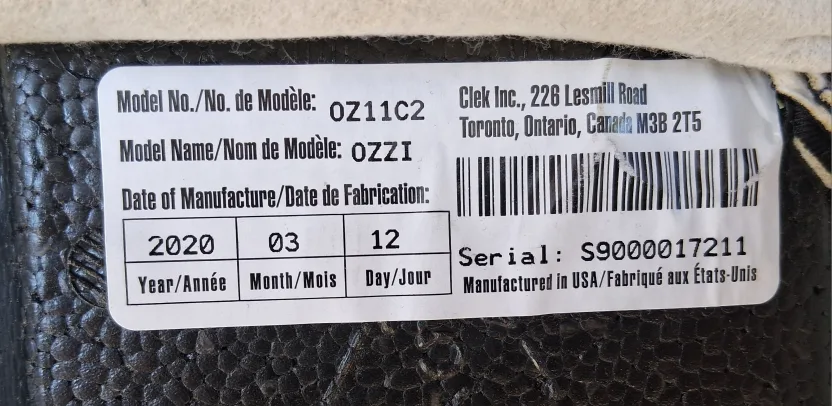 Model No./No. de Modèle: OZ11C2
Model Name/Nom de Modèle: OZZI
Date of Manufacture/Date de Fabrication:
2020 03 12
Year/Année Month/Mois Day/Jour
Clek Inc., 226 Lesmill Road
Toronto, Ontario, Canada M3B 2T5
Serial: S9000017211
Manufactured in USA/Fabriqué aux États-Unis